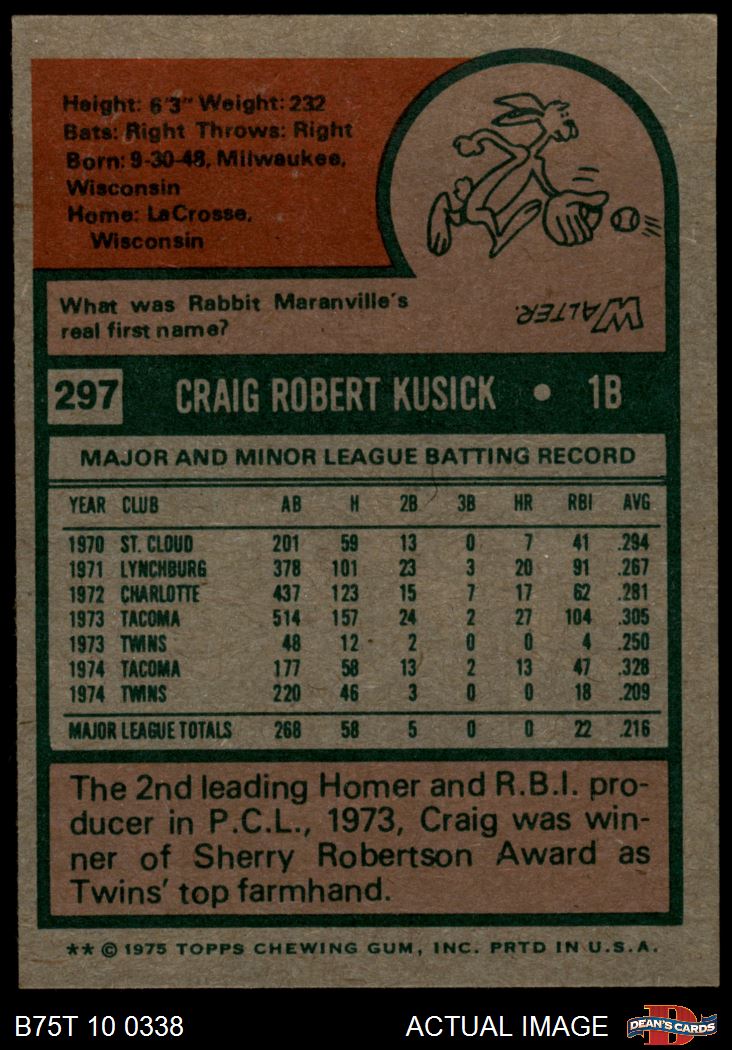 Height: 6'3" Weight: 232
Bats: Right Throws: Right
Born: 9-30-48, Milwaukee,
Wisconsin
Home: LaCrosse,
Wisconsin
What was Rabbit Maranville's
real first name?
WALTER.
297 CRAIG ROBERT KUSICK • 1B
MAJOR AND MINOR LEAGUE BATTING RECORD
YEAR CLUB AB H 2B 3B HR RBI AVG
1970 ST. CLOUD 201 59 13 0 7 41 .294
1971 LYNCHBURG 378 101 23 3 20 91 .267
1972 CHARLOTTE 437 123 15 7 17 62 .281
1973 TACOMA 514 157 24 2 27 104 .305
1973 TWINS 48 12 2 0 0 4 .250
1974 TACOMA 177 58 13 2 13 47 .328
1974 TWINS 220 46 3 0 0 18 .209
MAJOR LEAGUE TOTALS 268 58 5 0 0 22 .216
The 2nd leading Homer and R.B.I. pro-
ducer in P.C.L., 1973, Craig was win-
ner of Sherry Robertson Award as
Twins' top farmhand.
** © 1975 TOPPS CHEWING GUM, INC. PRTD IN U.S.A.
B75T 10 0338 ACTUAL IMAGE D DEAN'S CARDS